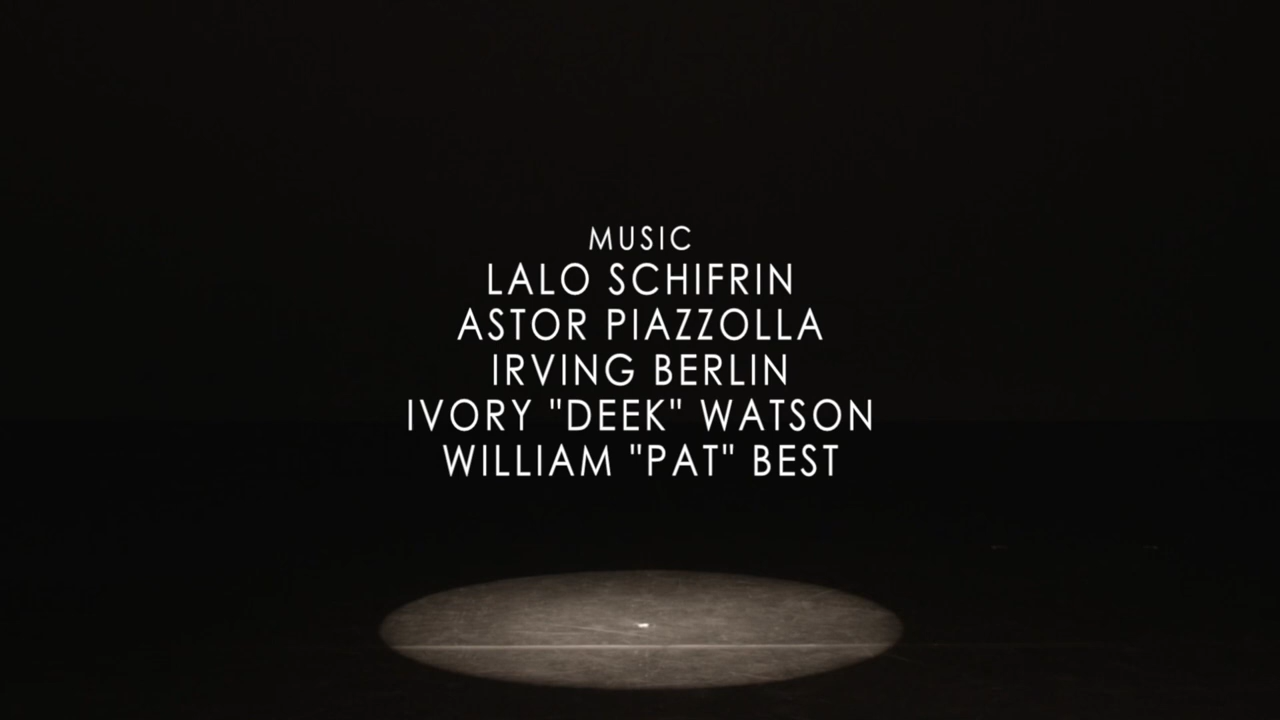 MUSIC
LALO SCHIFRIN
ASTOR PIAZZOLLA
IRVING BERLIN
IVORY "DEEK" WATSON
WILLIAM "PAT" BEST